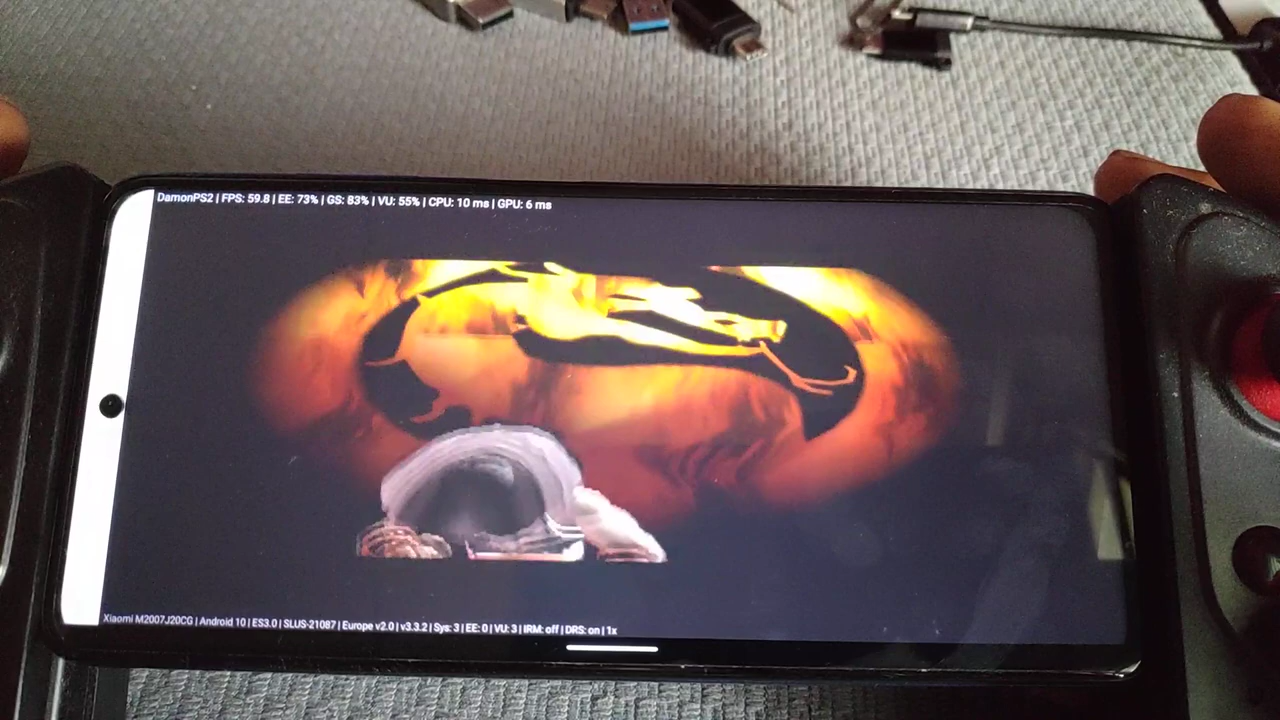 DamonPS2 | FPS: 59.8 | EE: 73% | GS: 83% | VU: 55% | CPU: 10 ms | GPU: 6 ms
Xiaomi M2007J20CG | Android 10 | ES3.0 | SLUS-21087 | Europe v2.0 | v3.3.2 | Sys: 3 | EE: 0 | VU: 3 | IRM: off | DRS: on | 1x